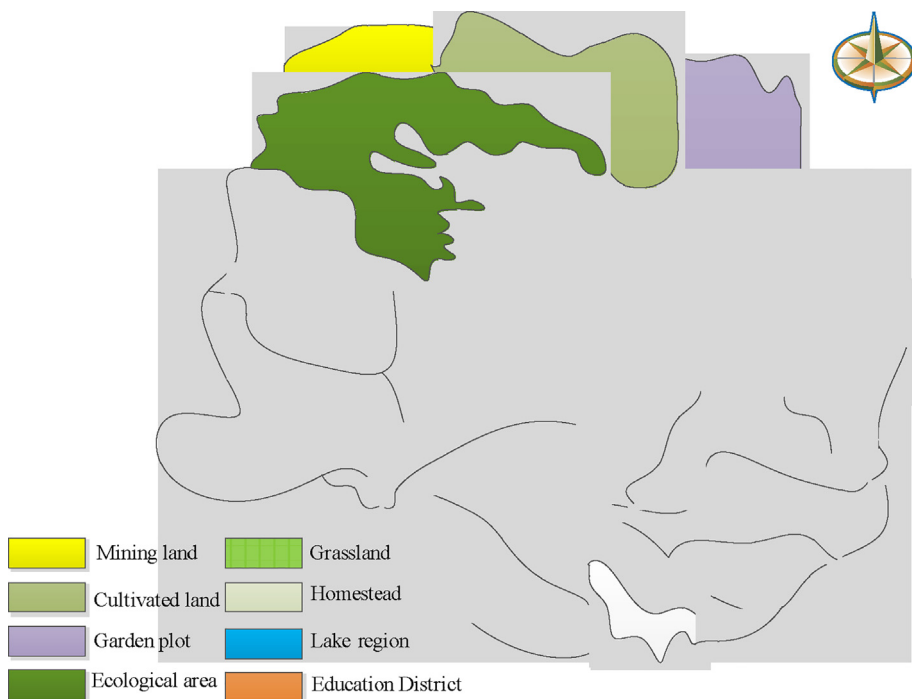 Mining land
Grassland
Cultivated land
Homestead
Garden plot
Lake region
Ecological area
Education District